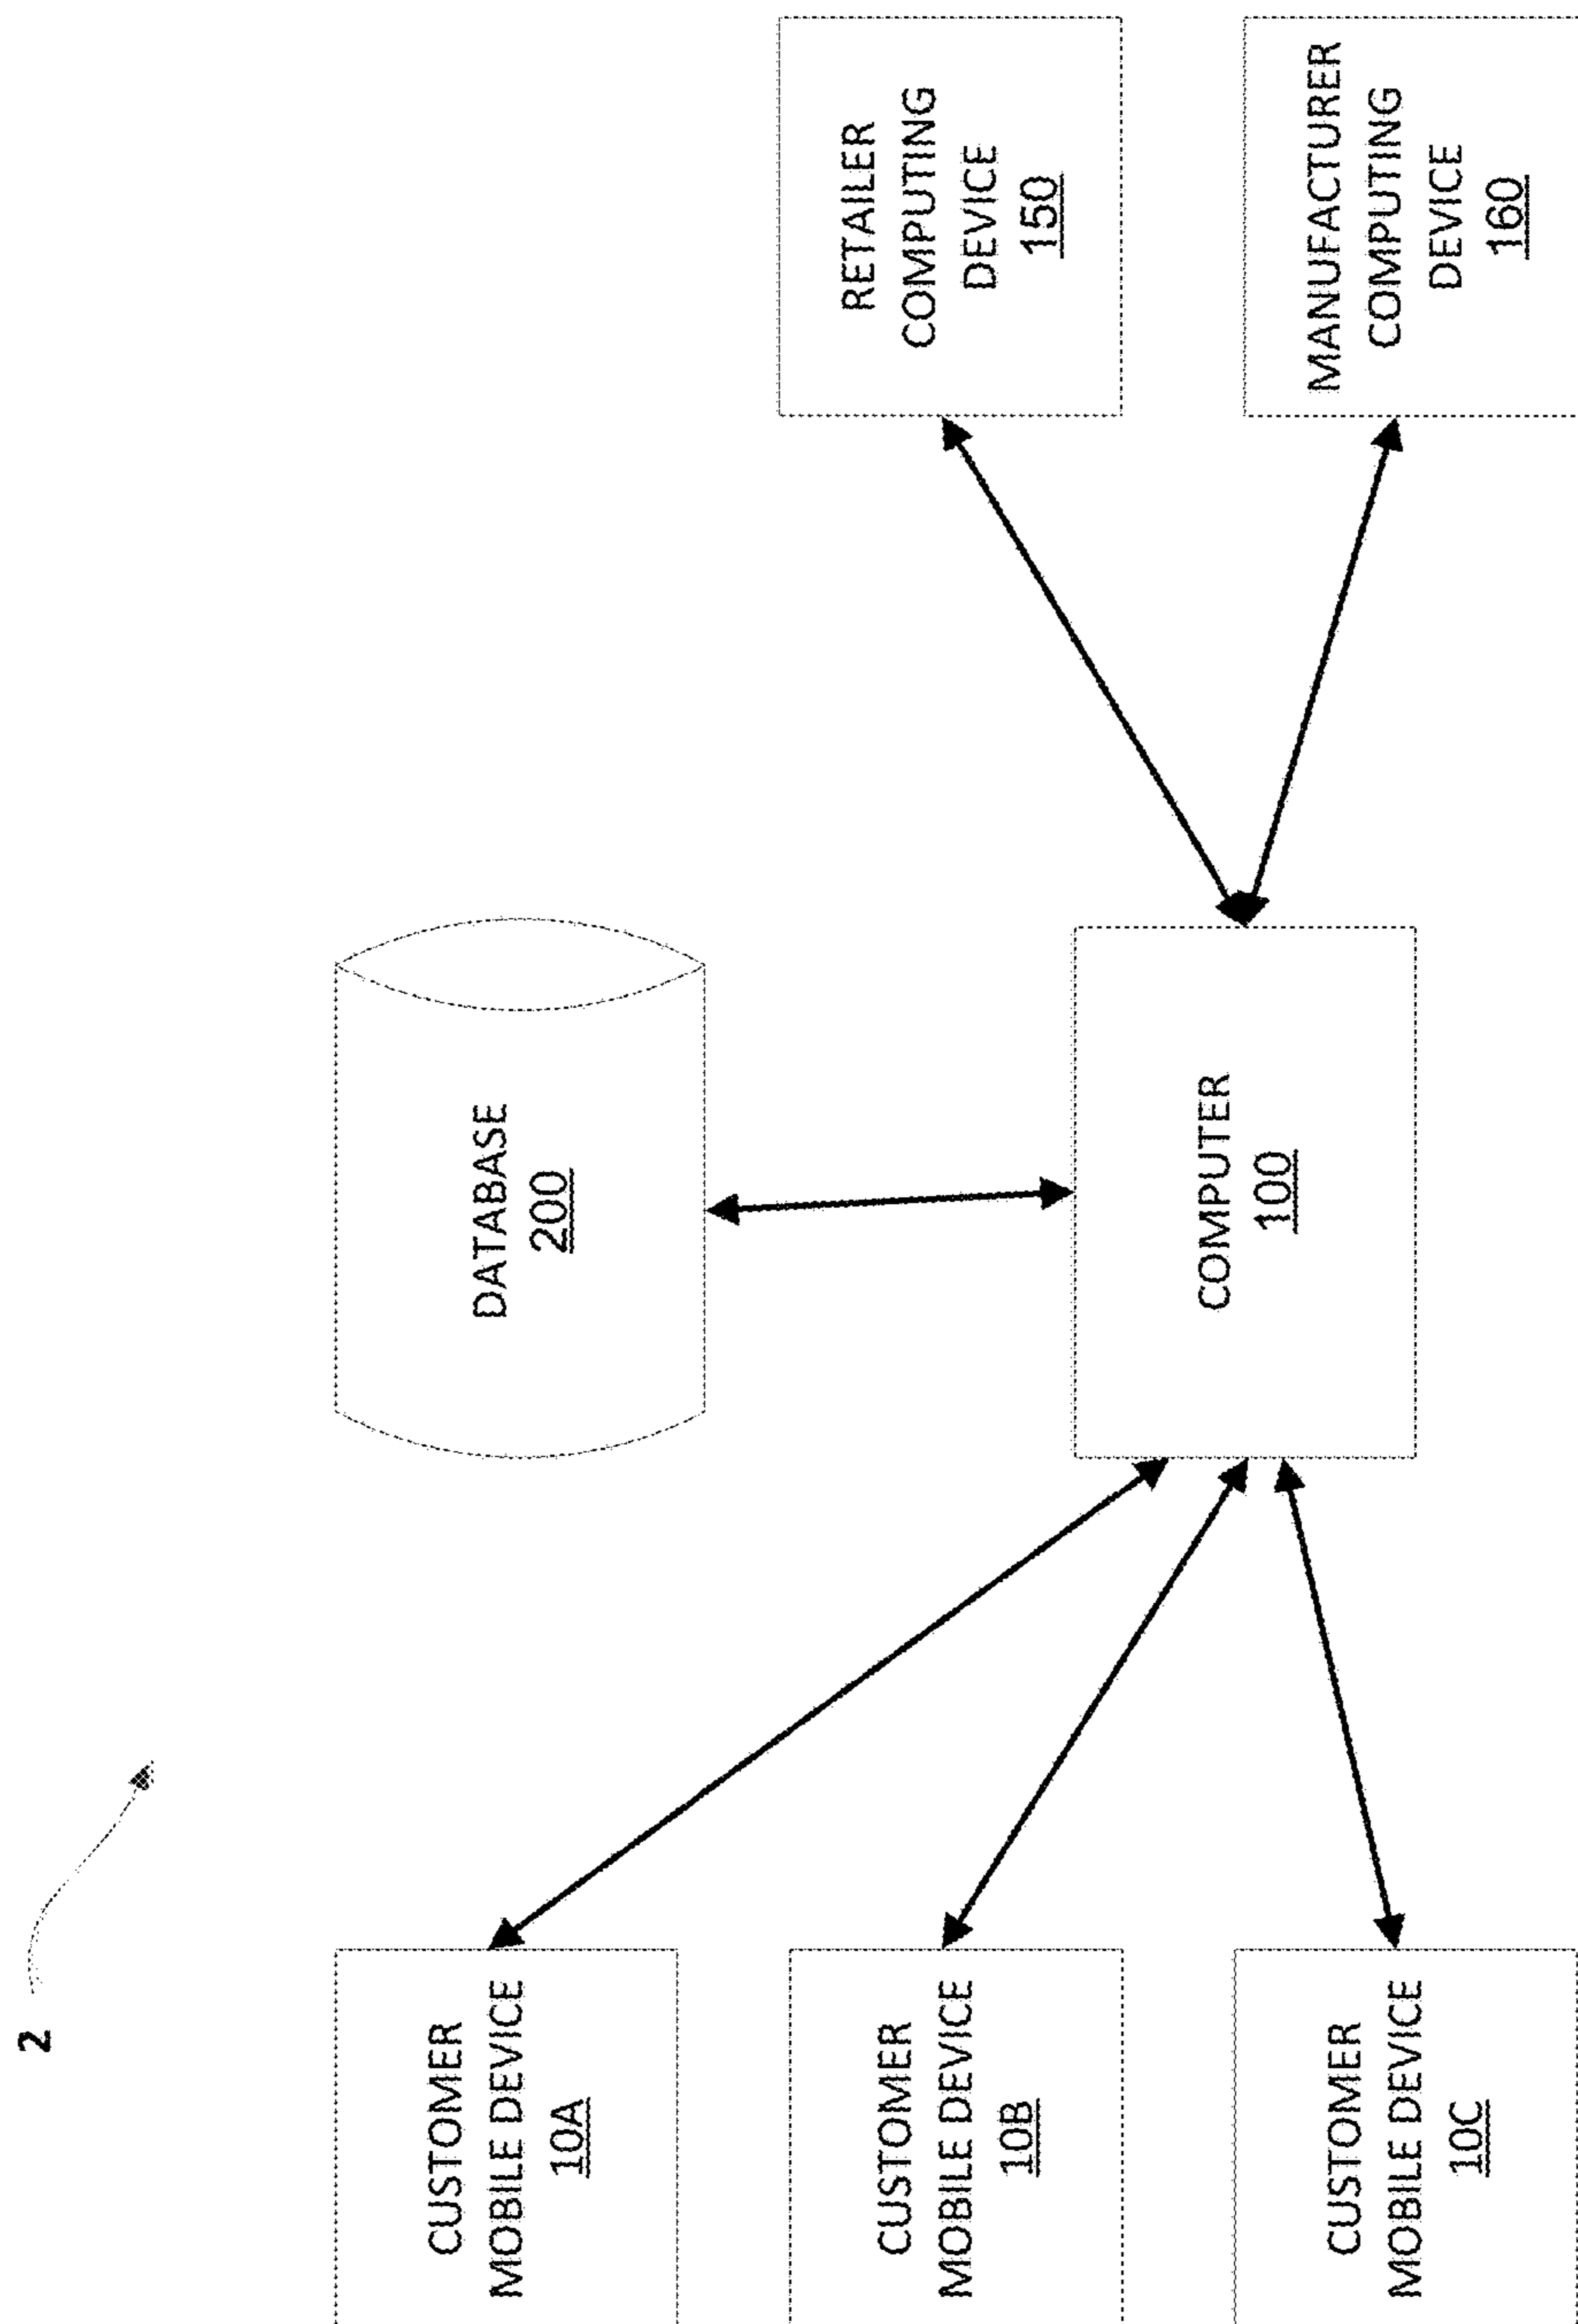 2
CUSTOMER
MOBILE DEVICE
10A
CUSTOMER
MOBILE DEVICE
10B
CUSTOMER
MOBILE DEVICE
10C
DATABASE
200
COMPUTER
100
RETAILER
COMPUTING
DEVICE
150
MANUFACTURER
COMPUTING
DEVICE
160